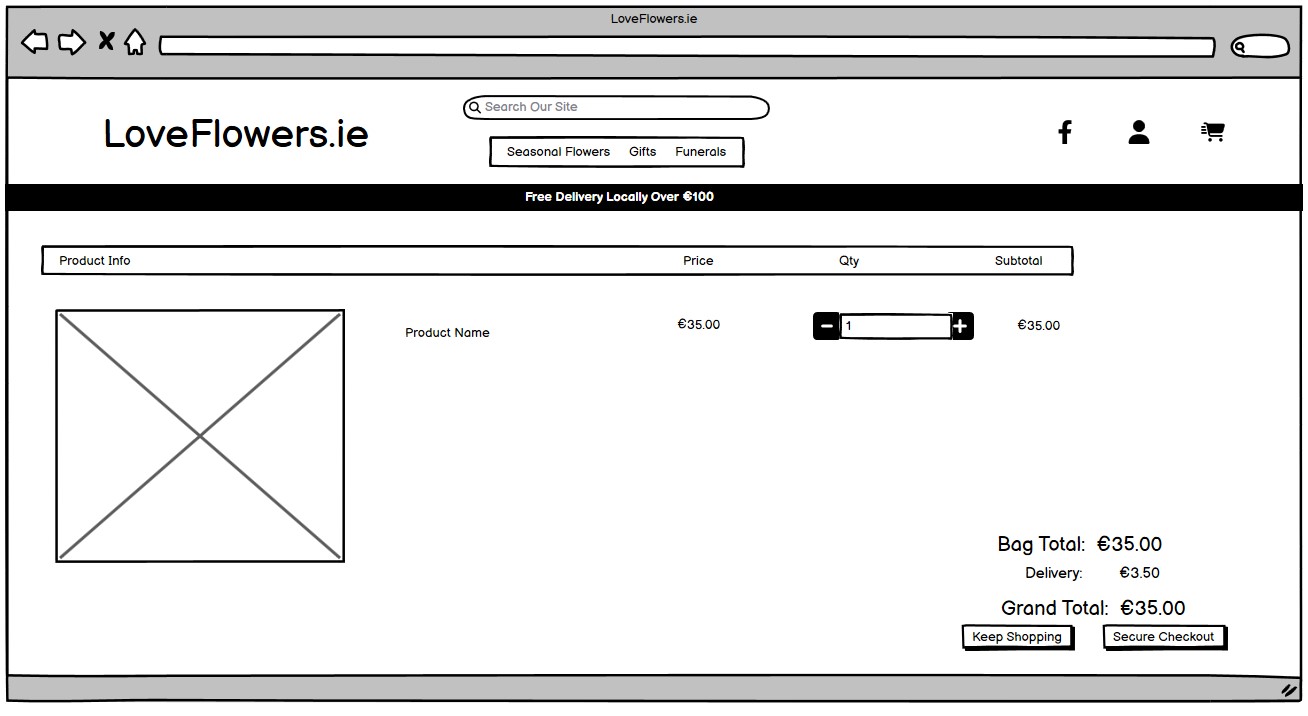 LoveFlowers.ie
LoveFlowers.ie
Search Our Site
Seasonal Flowers Gifts Funerals
Free Delivery Locally Over €100
Product Info Price Qty Subtotal
Product Name €35.00 1 €35.00
Bag Total: €35.00
Delivery: €3.50
Grand Total: €35.00
Keep Shopping Secure Checkout